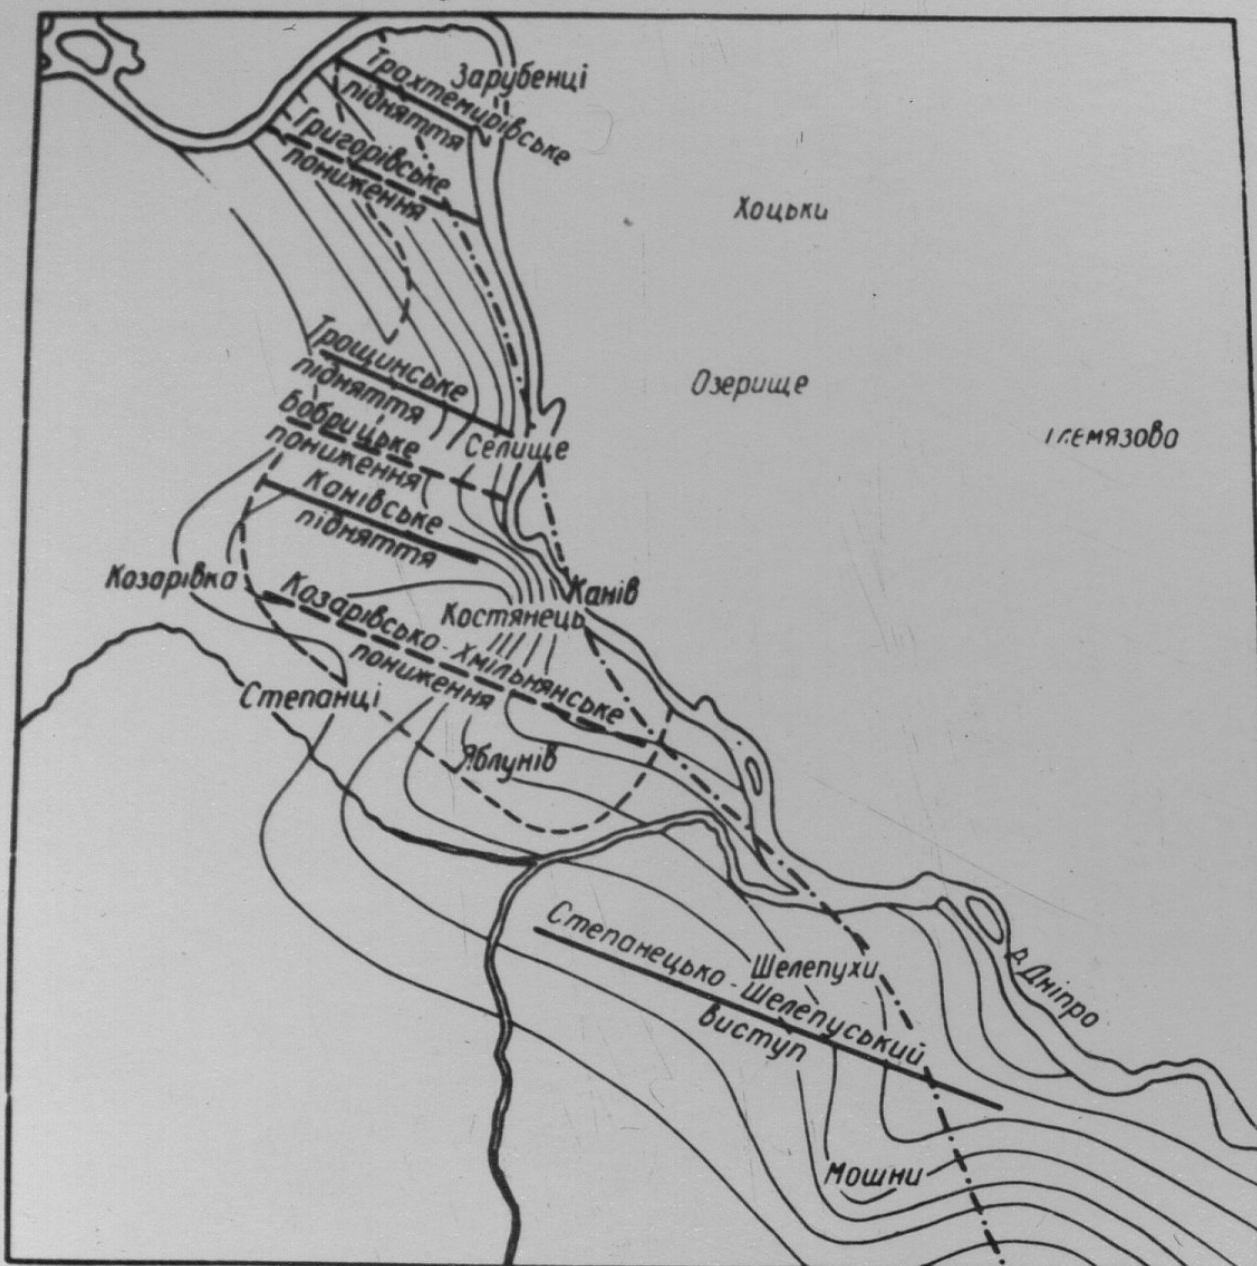 Зарубенці
Трахтемирівське
підняття
Григорівське
пониження
Хоцьки
Трощинське
підняття
Озерище
Бобрицьке
пониження
Селище
Канівське
підняття
Козарівка
Канів
Костянець
Козарівсько-Хмільнянське
пониження
Степанці
Яблунів
Степанецько-Шелепуський
виступ
Шелепухи
р. Дніпро
Мошни